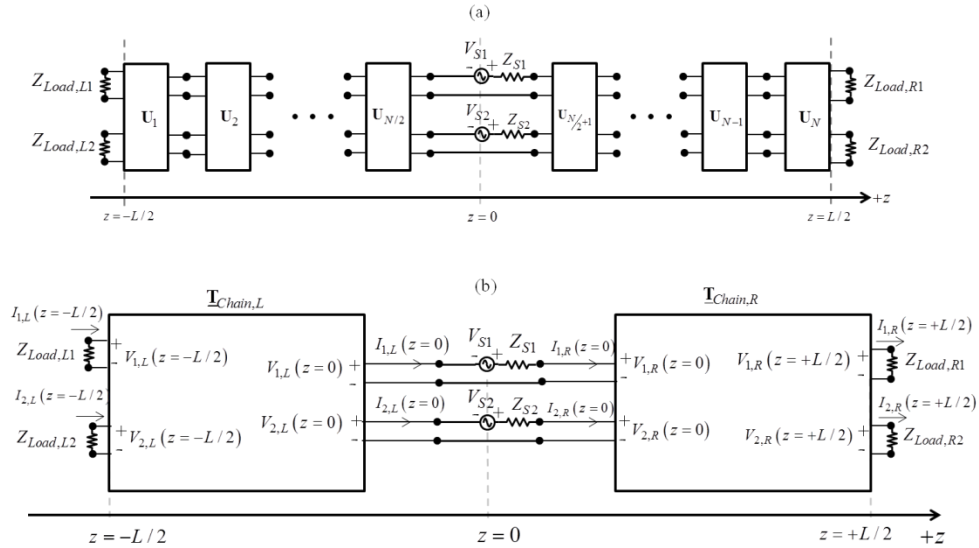 (a)
V_{S1} Z_{S1}
- +
Z_{Load,L1} U_1 U_2 • • • U_{N/2} U_{N/2+1} • • • U_{N-1} U_N Z_{Load,R1}
V_{S2} Z_{S2}
- +
Z_{Load,L2} Z_{Load,R2}
+z
z=-L/2 z=0 z=L/2
(b)
T_{Chain,L} T_{Chain,R}
I_{1,L}(z=-L/2) I_{1,R}(z=+L/2)
Z_{Load,L1} + V_{1,L}(z=-L/2) - V_{1,L}(z=0) + - I_{1,L}(z=0) V_{S1} - + Z_{S1} I_{1,R}(z=0) + V_{1,R}(z=0) - V_{1,R}(z=+L/2) + - Z_{Load,R1}
I_{2,L}(z=-L/2) I_{2,R}(z=+L/2)
Z_{Load,L2} + V_{2,L}(z=-L/2) - V_{2,L}(z=0) + - I_{2,L}(z=0) V_{S2} - + Z_{S2} I_{2,R}(z=0) + V_{2,R}(z=0) - V_{2,R}(z=+L/2) + - Z_{Load,R2}
z=-L/2 z=0 z=+L/2 +z